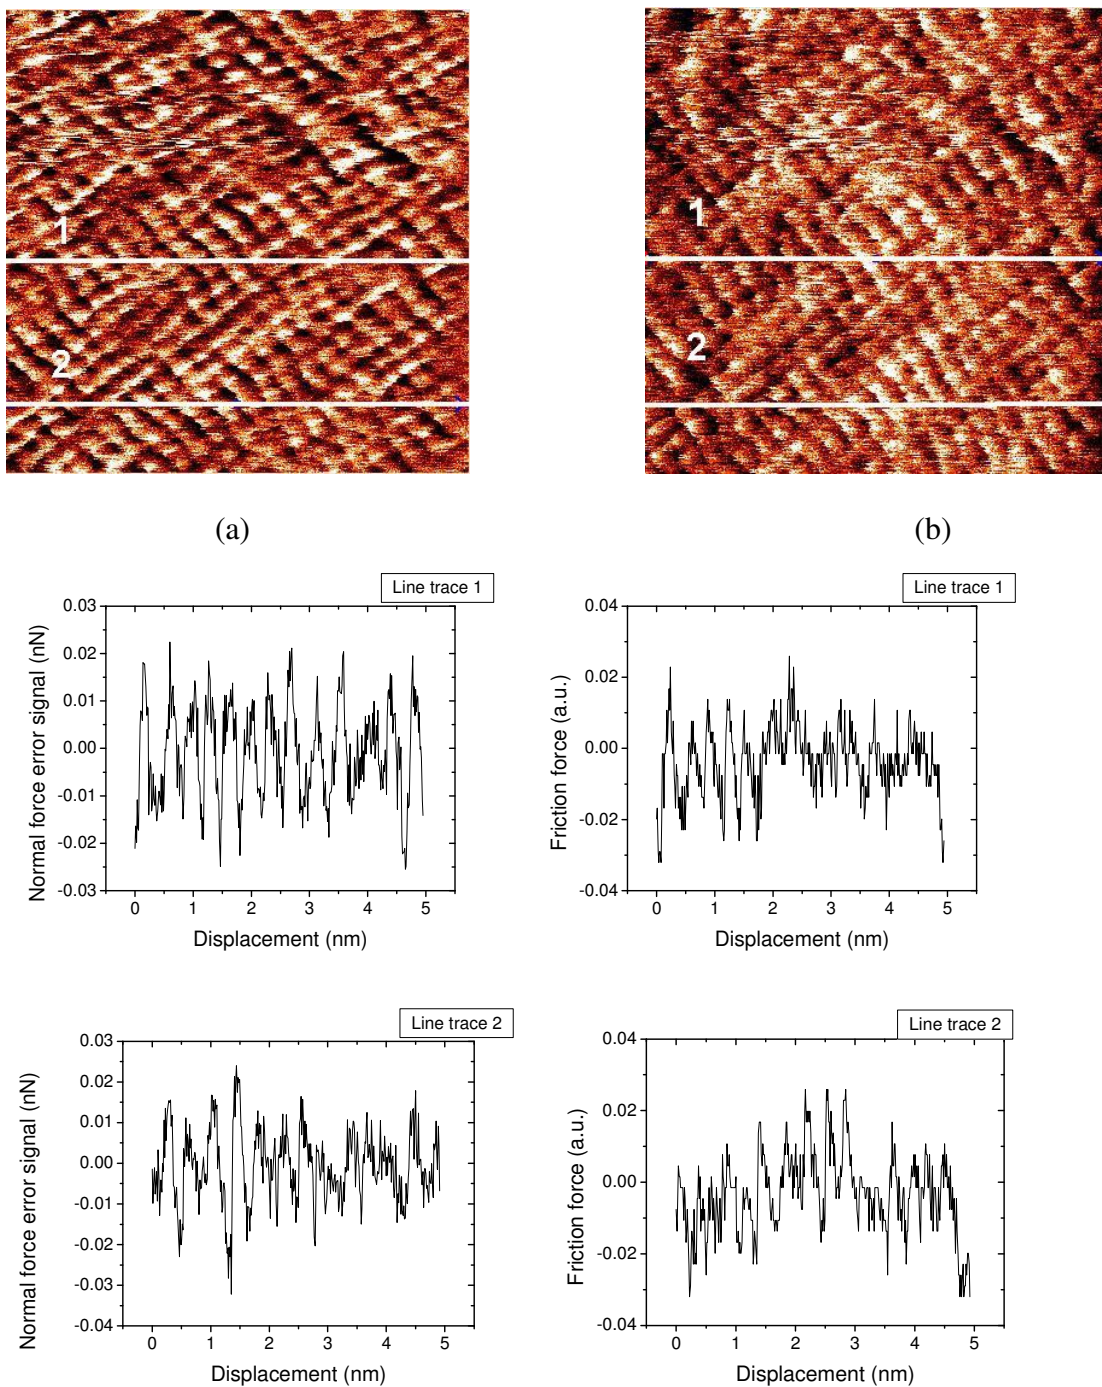 1
2
1
2
(a)
(b)
Line trace 1
0.03
0.02
0.01
0.00
-0.01
-0.02
-0.03
Normal force error signal (nN)
0 1 2 3 4 5
Displacement (nm)
Line trace 1
0.04
0.02
0.00
-0.02
-0.04
Friction force (a.u.)
0 1 2 3 4 5
Displacement (nm)
Line trace 2
0.03
0.02
0.01
0.00
-0.01
-0.02
-0.03
-0.04
Normal force error signal (nN)
0 1 2 3 4 5
Displacement (nm)
Line trace 2
0.04
0.02
0.00
-0.02
-0.04
Friction force (a.u.)
0 1 2 3 4 5
Displacement (nm)